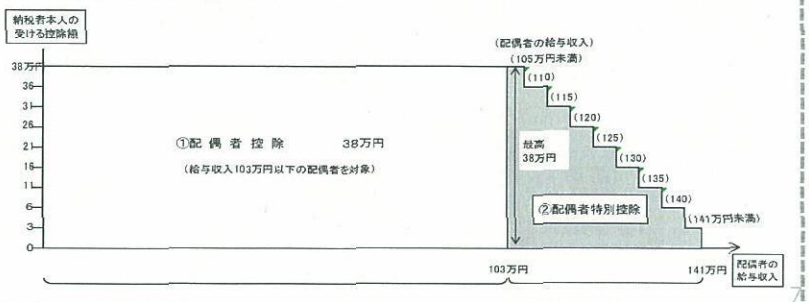 納税者本人の
受ける控除額
(配偶者の給与収入)
(105万円未満)
38万円
36
31
26
21
16
11
6
3
0
(110)
(115)
(120)
(125)
(130)
(135)
(140)
(141万円未満)
①配偶者控除 38万円
(給与収入103万円以下の配偶者を対象)
最高
38万円
②配偶者特別控除
103万円
141万円
配偶者の
給与収入
7